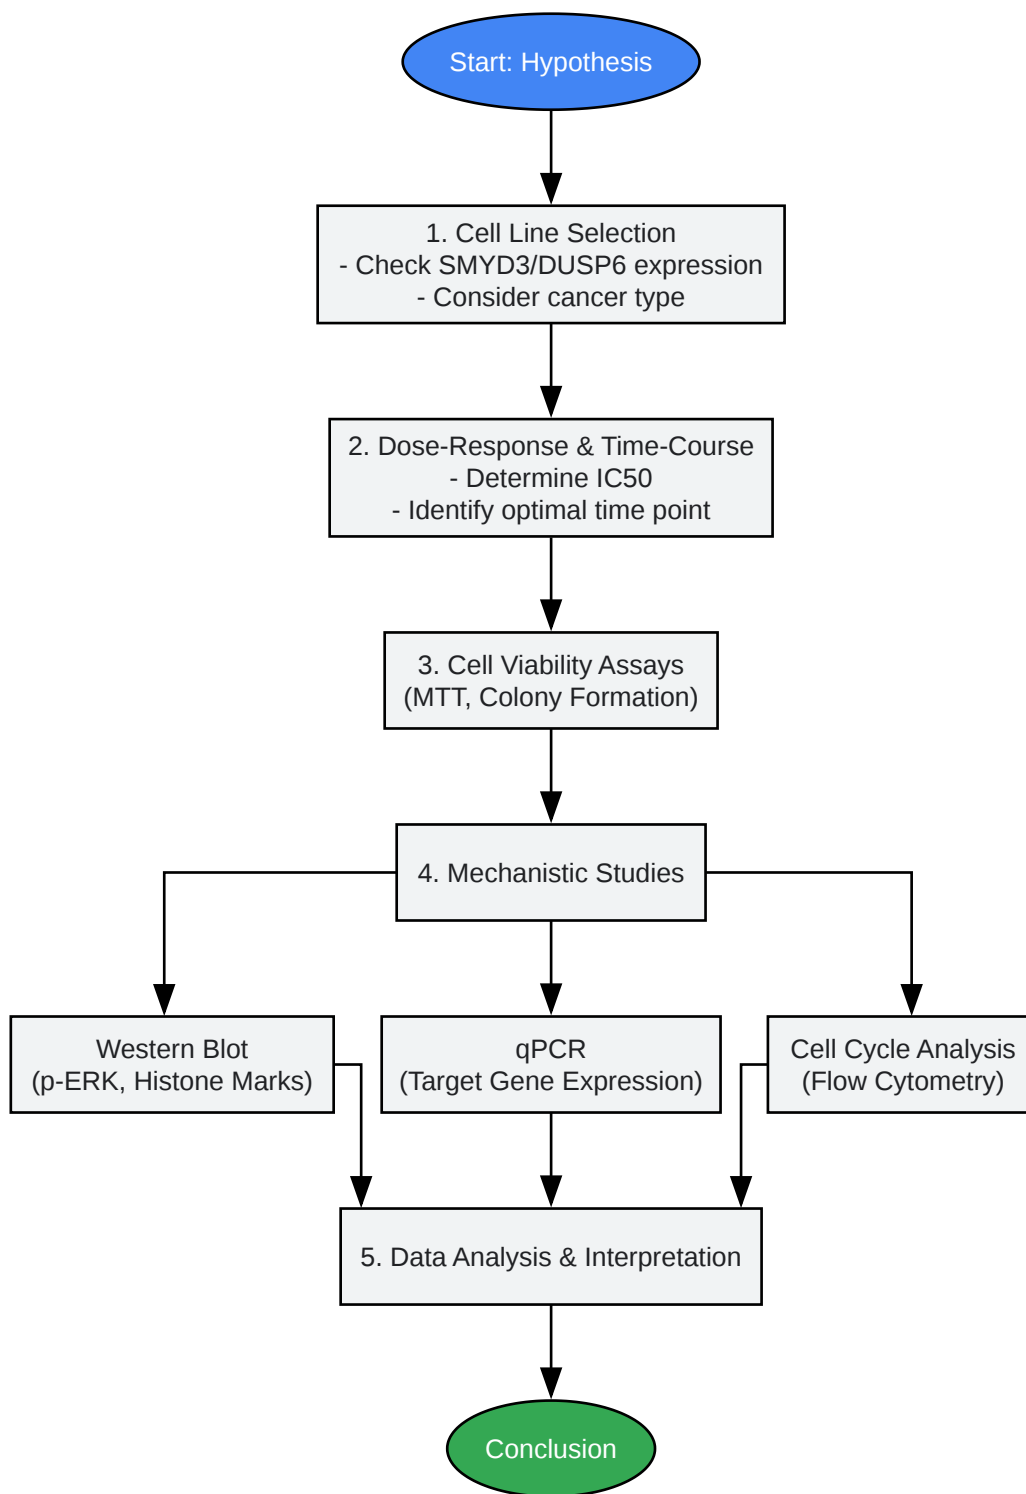 Start: Hypothesis
1. Cell Line Selection
- Check SMYD3/DUSP6 expression
- Consider cancer type
2. Dose-Response & Time-Course
- Determine IC50
- Identify optimal time point
3. Cell Viability Assays
(MTT, Colony Formation)
4. Mechanistic Studies
Western Blot
(p-ERK, Histone Marks)
qPCR
(Target Gene Expression)
Cell Cycle Analysis
(Flow Cytometry)
5. Data Analysis & Interpretation
Conclusion